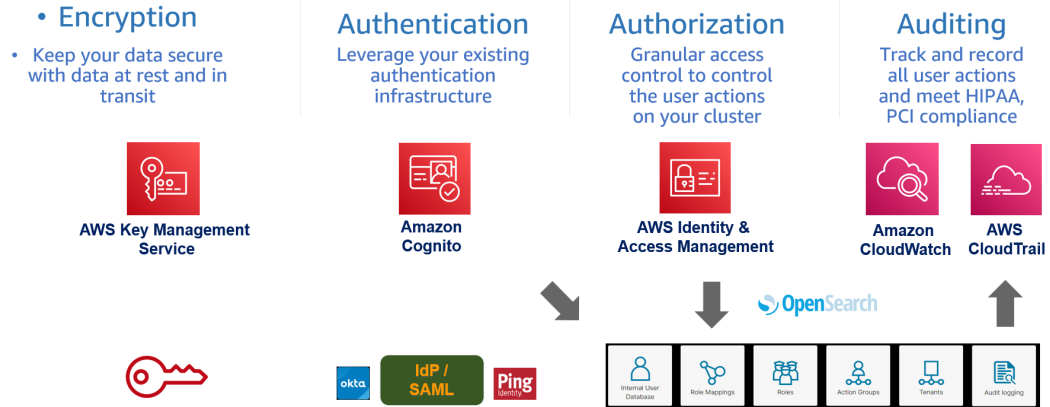 • Encryption
• Keep your data secure
with data at rest and in
transit
AWS Key Management
Service
Authentication
Leverage your existing
authentication
infrastructure
Amazon
Cognito
okta
IdP /
SAML
Ping
Identity
Authorization
Granular access
control to control
the user actions
on your cluster
AWS Identity &
Access Management
Auditing
Track and record
all user actions
and meet HIPAA,
PCI compliance
Amazon
CloudWatch
AWS
CloudTrail
OpenSearch
Internal User
Database
Role Mappings
Roles
Action Groups
Tenants
Audit logging